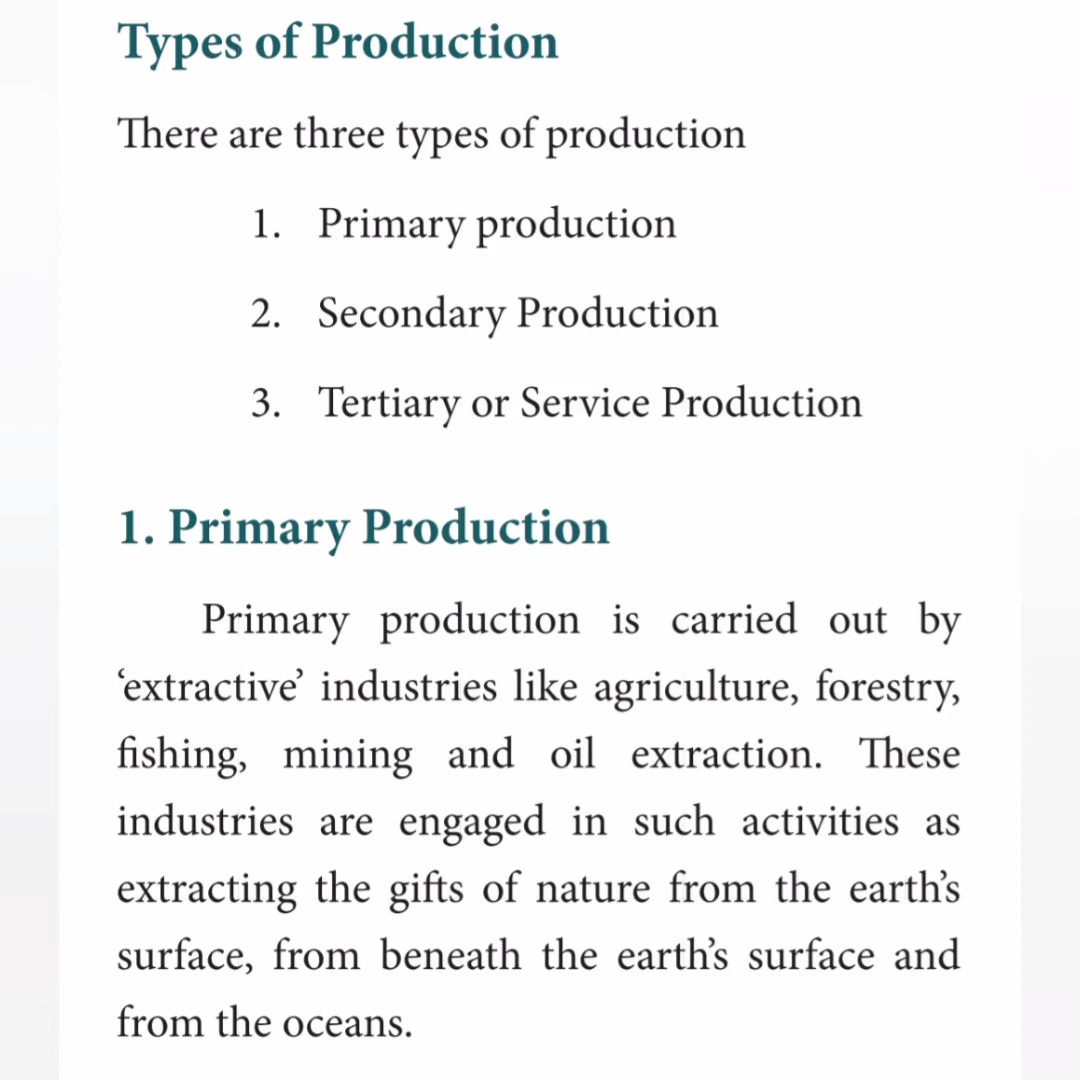 Types of Production
There are three types of production
1. Primary production
2. Secondary Production
3. Tertiary or Service Production
1. Primary Production
Primary production is carried out by
‘extractive’ industries like agriculture, forestry,
fishing, mining and oil extraction. These
industries are engaged in such activities as
extracting the gifts of nature from the earth’s
surface, from beneath the earth’s surface and
from the oceans.